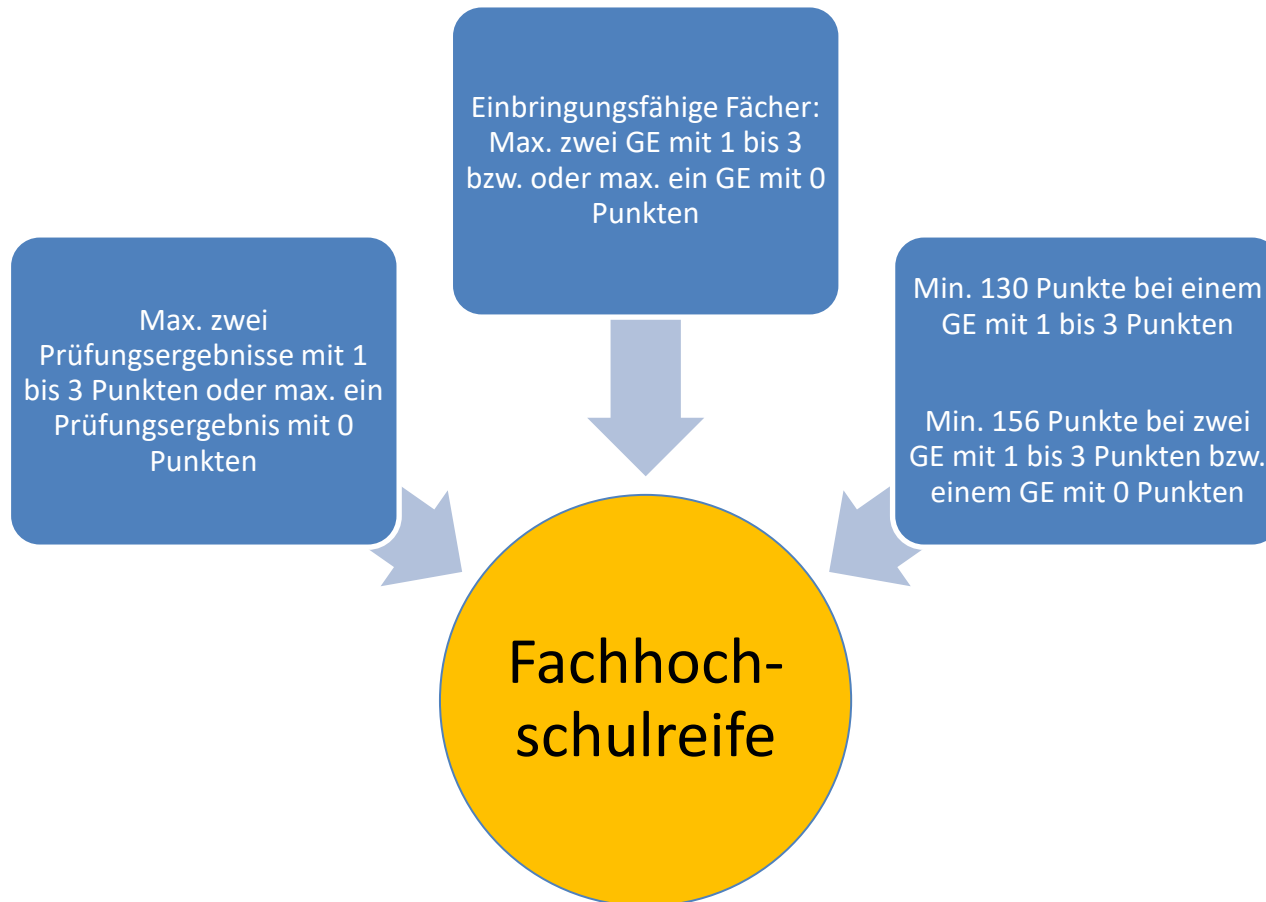 Einbringungsfähige Fächer:
Max. zwei GE mit 1 bis 3
bzw. oder max. ein GE mit 0
Punkten
Max. zwei
Prüfungsergebnisse mit 1
bis 3 Punkten oder max. ein
Prüfungsergebnis mit 0
Punkten
Min. 130 Punkte bei einem
GE mit 1 bis 3 Punkten
Min. 156 Punkte bei zwei
GE mit 1 bis 3 Punkten bzw.
einem GE mit 0 Punkten
Fachhoch-
schulreife